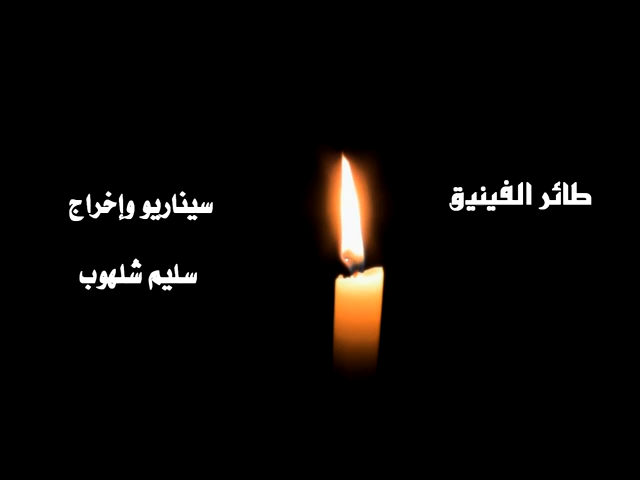 طائر الفينيق
سيناريو وإخراج
سليم شلهوب